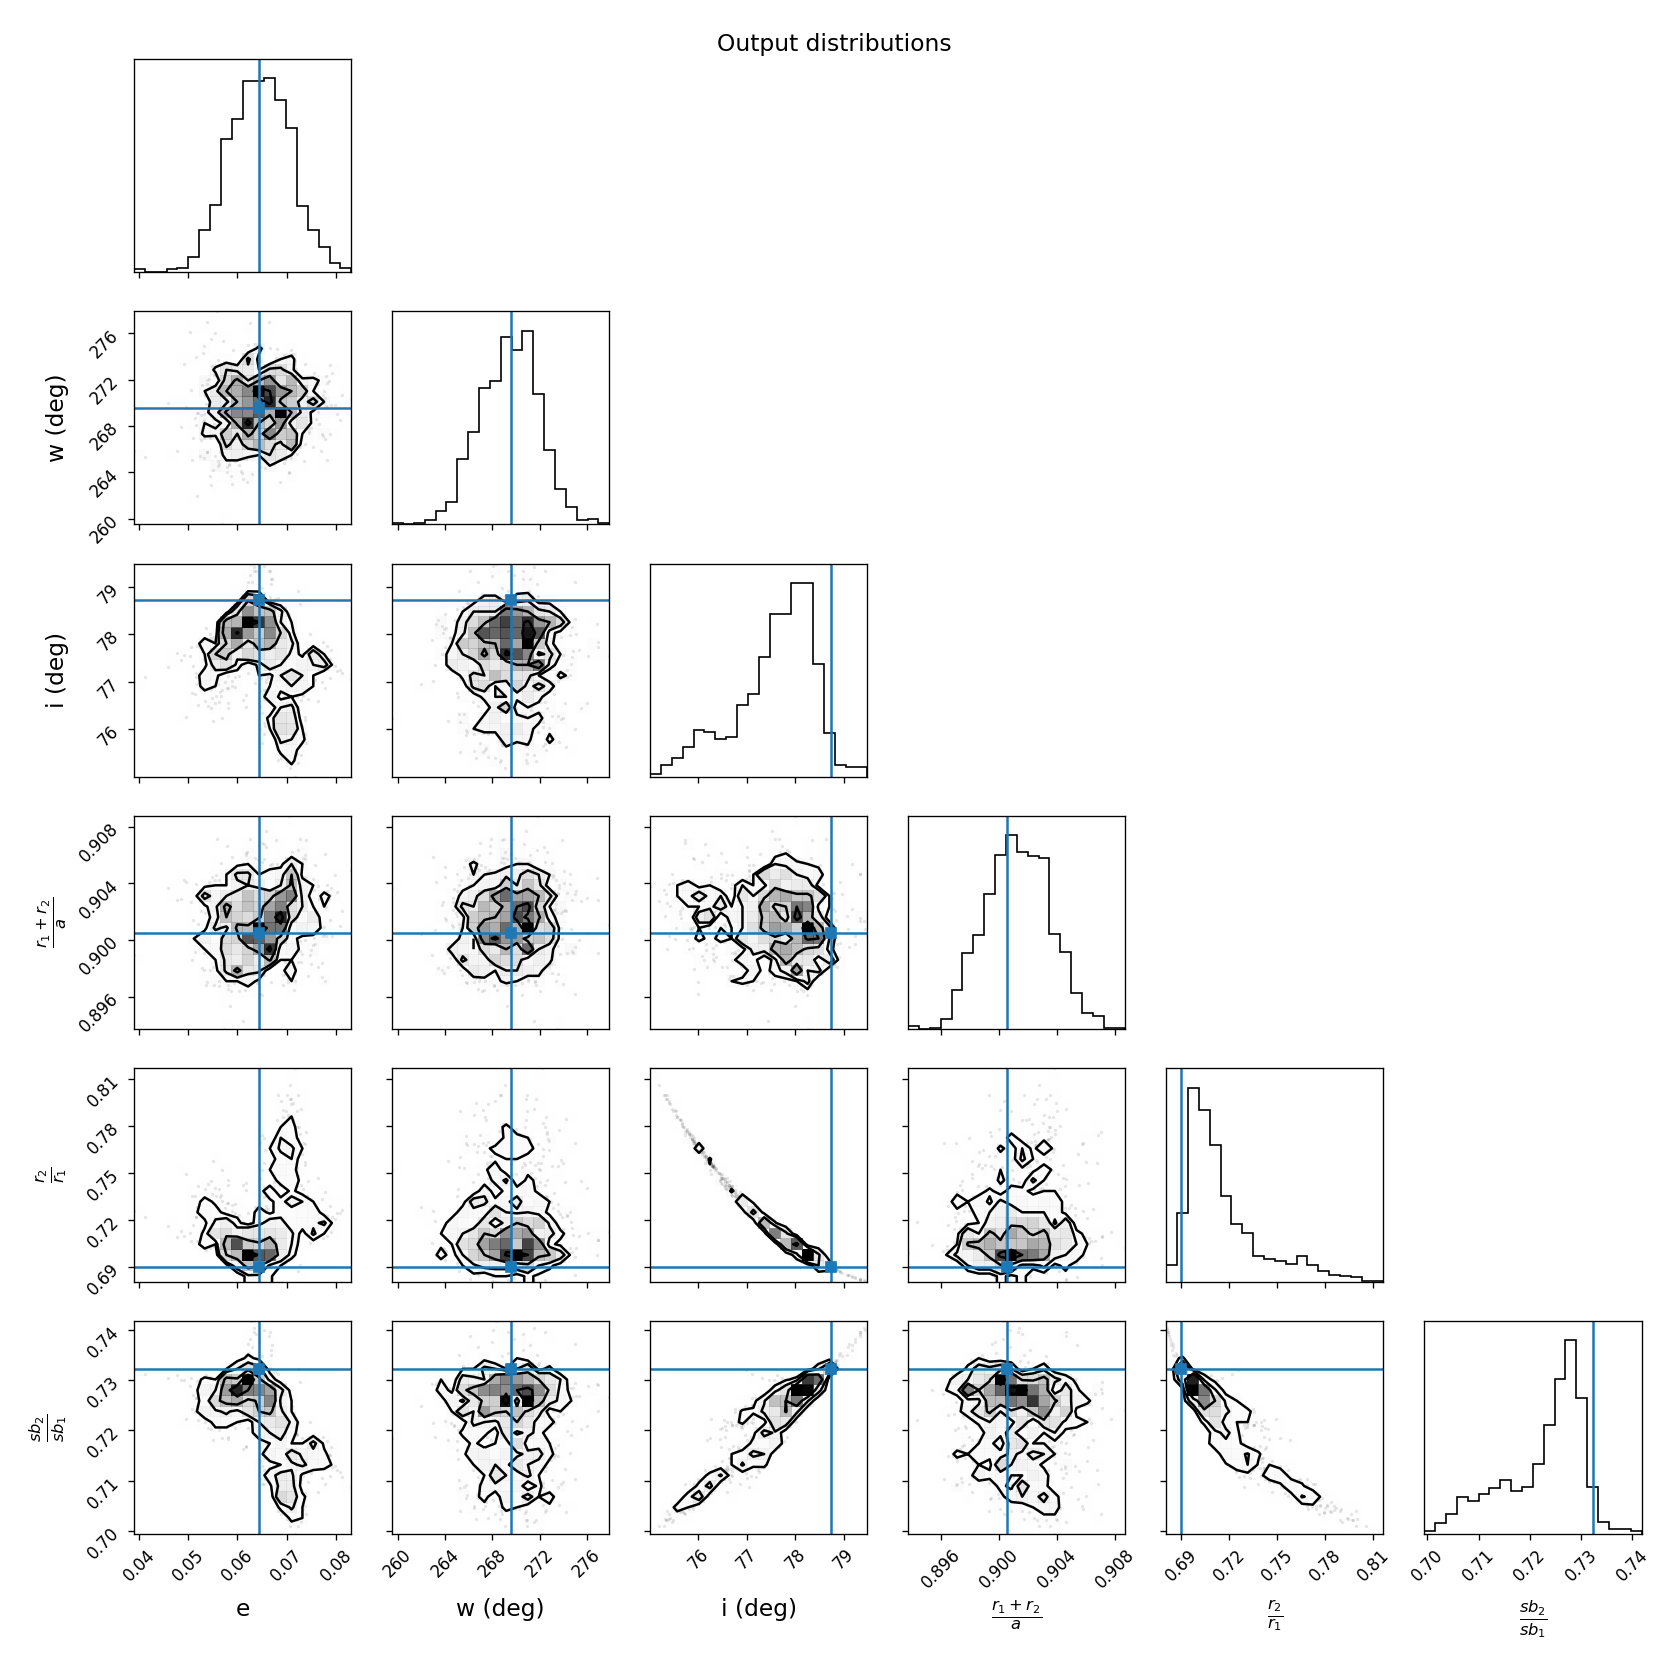 Output distributions
276
272
268
264
260
w (deg)
79
78
77
76
i (deg)
0.908
0.904
0.900
0.896
r₁ + r₂
a
0.81
0.78
0.75
0.72
0.69
r₂
r₁
0.74
0.73
0.72
0.71
0.70
sb₂
sb₁
0.04 0.05 0.06 0.07 0.08 260 264 268 272 276 76 77 78 79 0.896 0.900 0.904 0.908 0.69 0.72 0.75 0.78 0.81 0.70 0.71 0.72 0.73 0.74
e w (deg) i (deg) r₁ + r₂ r₂ sb₂
a r₁ sb₁